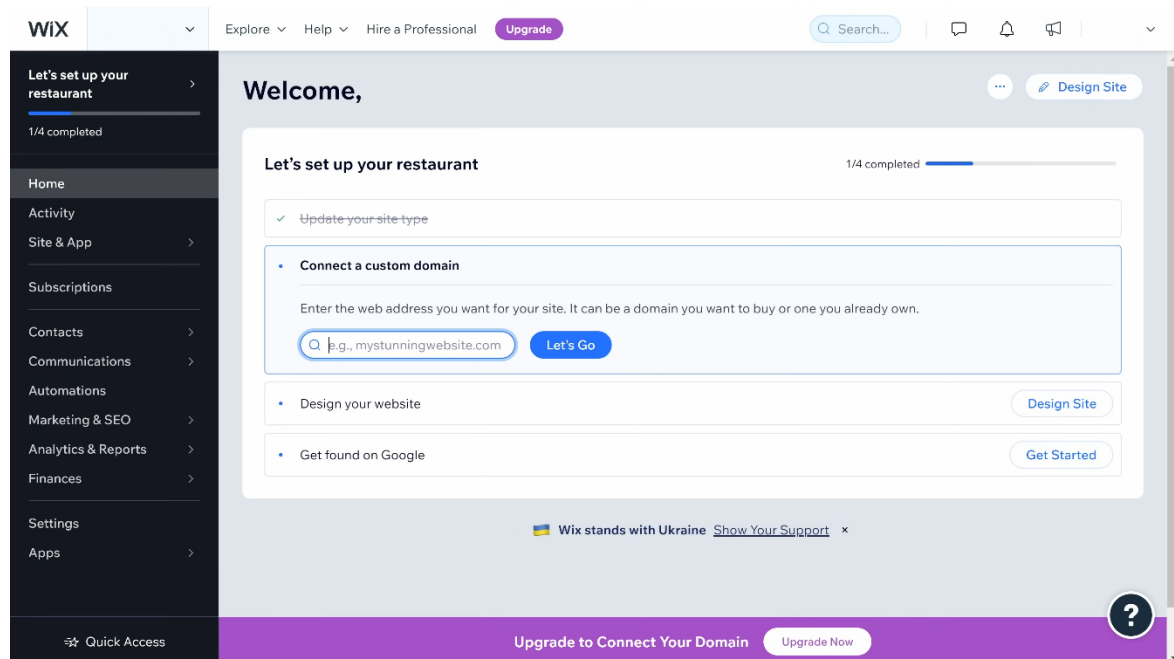 WiX
Explore Help Hire a Professional Upgrade
Search...
Let's set up your
restaurant
1/4 completed
Home
Activity
Site & App
Subscriptions
Contacts
Communications
Automations
Marketing & SEO
Analytics & Reports
Finances
Settings
Apps
Quick Access
Welcome,
... Design Site
Let's set up your restaurant
1/4 completed
Update your site type
Connect a custom domain
Enter the web address you want for your site. It can be a domain you want to buy or one you already own.
e.g., mystunningwebsite.com Let's Go
Design your website Design Site
Get found on Google Get Started
Wix stands with Ukraine Show Your Support ×
Upgrade to Connect Your Domain Upgrade Now
?